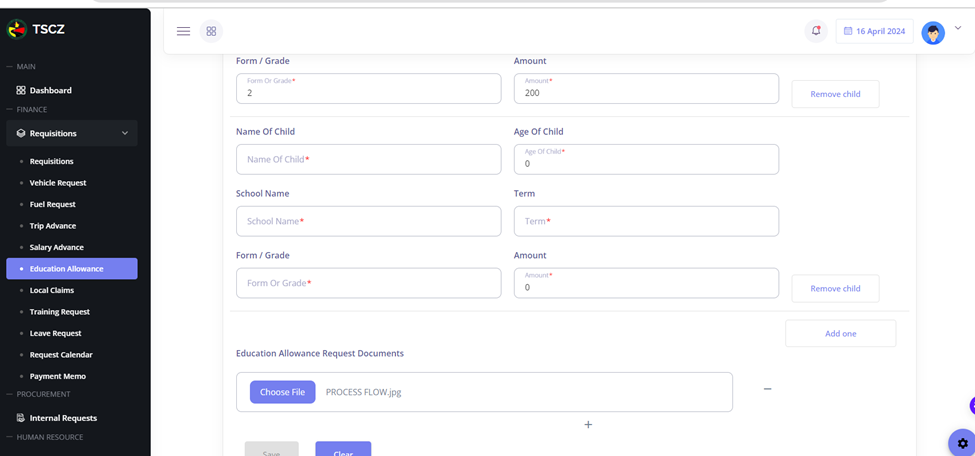 TSCZ
16 April 2024
MAIN
Dashboard
FINANCE
Requisitions
Requisitions
Vehicle Request
Fuel Request
Trip Advance
Salary Advance
Education Allowance
Local Claims
Training Request
Leave Request
Request Calendar
Payment Memo
PROCUREMENT
Internal Requests
HUMAN RESOURCE
Form / Grade
Amount
Form Or Grade*
2
Amount*
200
Remove child
Name Of Child
Age Of Child
Name Of Child*
Age Of Child*
0
School Name
Term
School Name*
Term*
Form / Grade
Amount
Form Or Grade*
Amount*
0
Remove child
Add one
Education Allowance Request Documents
Choose File
PROCESS FLOW.jpg
Save
Clear